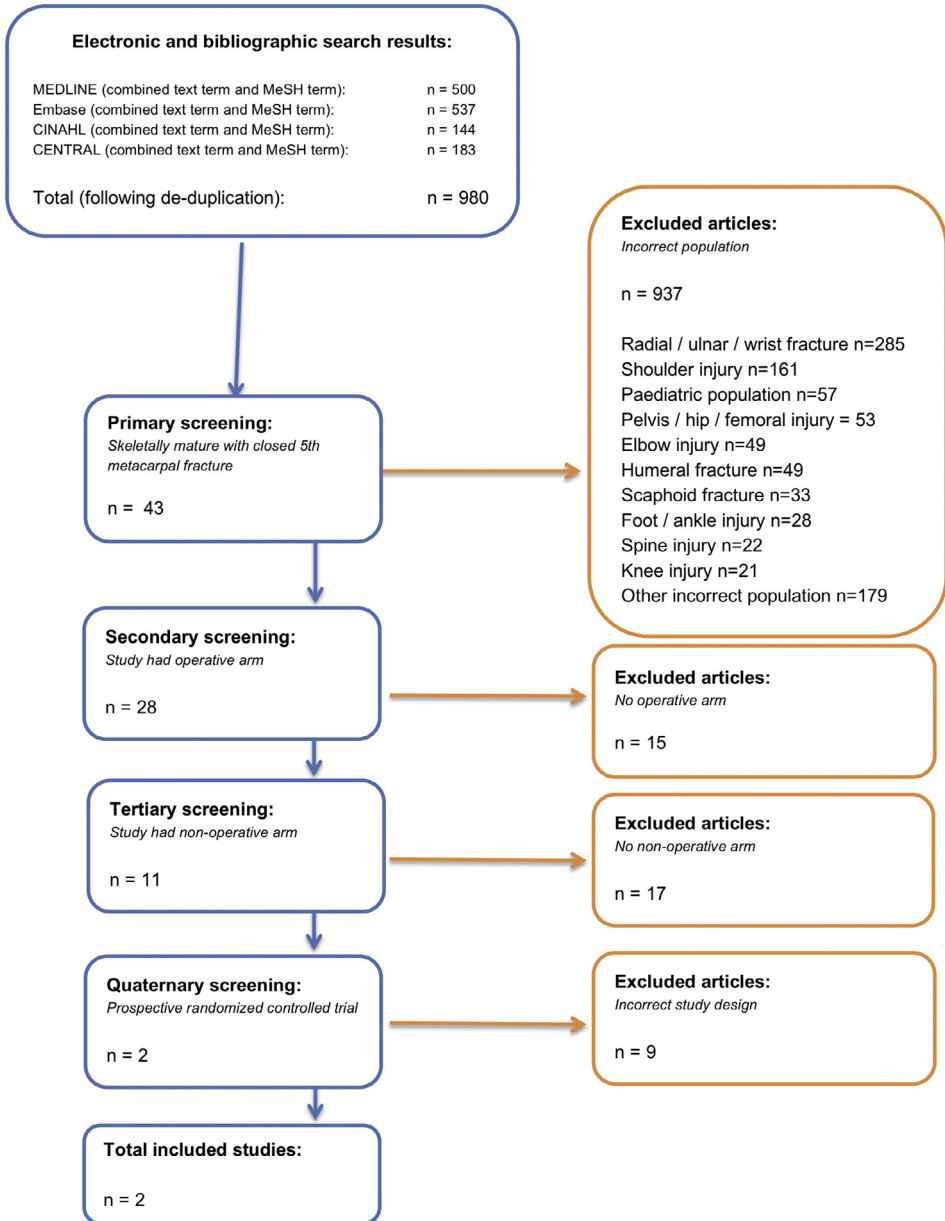 Electronic and bibliographic search results:
MEDLINE (combined text term and MeSH term): n = 500
Embase (combined text term and MeSH term): n = 537
CINAHL (combined text term and MeSH term): n = 144
CENTRAL (combined text term and MeSH term): n = 183
Total (following de-duplication): n = 980
Excluded articles:
Incorrect population
n = 937
Radial / ulnar / wrist fracture n=285
Shoulder injury n=161
Paediatric population n=57
Pelvis / hip / femoral injury = 53
Elbow injury n=49
Humeral fracture n=49
Scaphoid fracture n=33
Foot / ankle injury n=28
Spine injury n=22
Knee injury n=21
Other incorrect population n=179
Primary screening:
Skeletally mature with closed 5th
metacarpal fracture
n = 43
Secondary screening:
Study had operative arm
n = 28
Excluded articles:
No operative arm
n = 15
Tertiary screening:
Study had non-operative arm
n = 11
Excluded articles:
No non-operative arm
n = 17
Quaternary screening:
Prospective randomized controlled trial
n = 2
Excluded articles:
Incorrect study design
n = 9
Total included studies:
n = 2